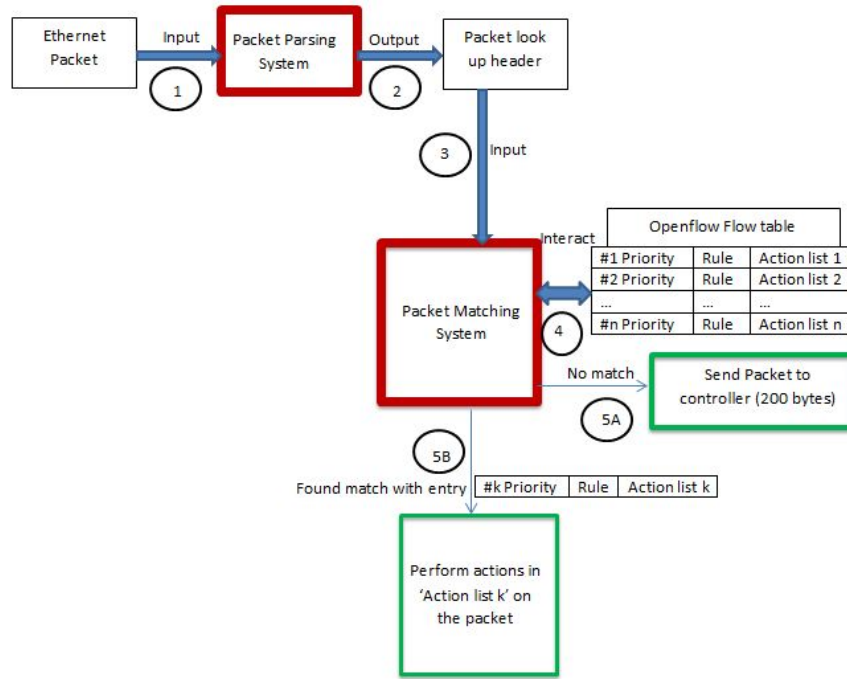 Ethernet
Packet
Input
1
Packet Parsing
System
Output
2
Packet look
up header
3
Input
Interact
Openflow Flow table
#1 Priority Rule Action list 1
#2 Priority Rule Action list 2
... ... ...
#n Priority Rule Action list n
Packet Matching
System
4
No match
5A
Send Packet to
controller (200 bytes)
5B
Found match with entry
#k Priority Rule Action list k
Perform actions in
‘Action list k’ on
the packet